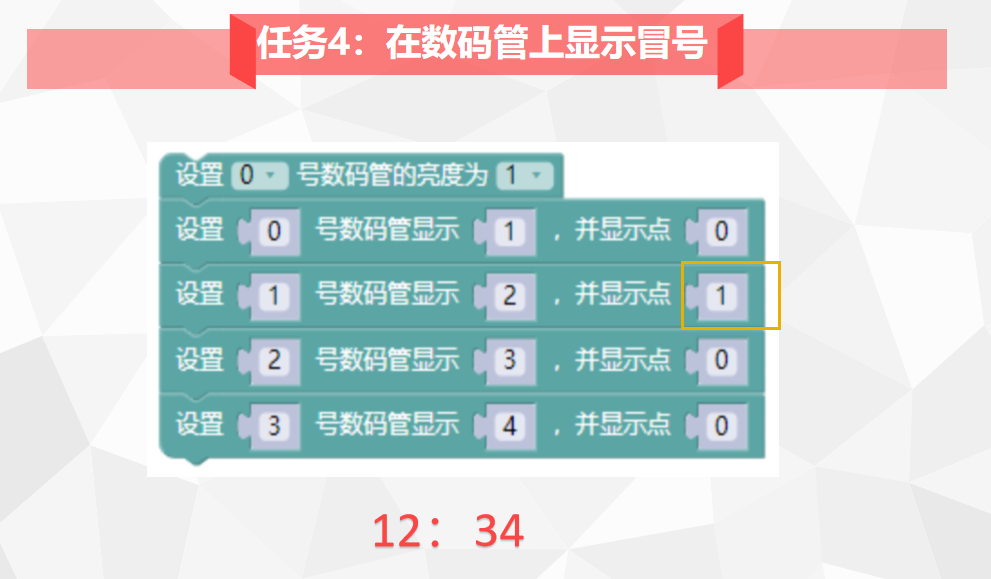 任务4：在数码管上显示冒号
设置 0 号数码管的亮度为 1
设置 0 号数码管显示 1 ，并显示点 0
设置 1 号数码管显示 2 ，并显示点 1
设置 2 号数码管显示 3 ，并显示点 0
设置 3 号数码管显示 4 ，并显示点 0
12：34